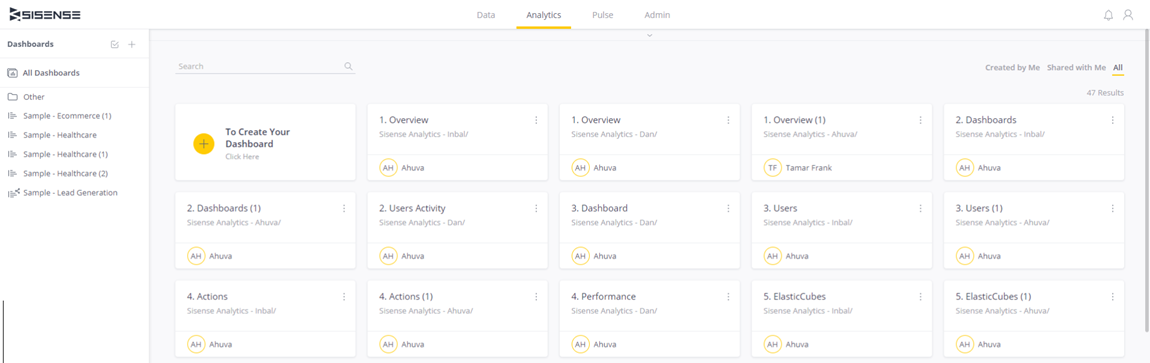 SISENSE
Data Analytics Pulse Admin
Dashboards
All Dashboards
Other
Sample - Ecommerce (1)
Sample - Healthcare
Sample - Healthcare (1)
Sample - Healthcare (2)
Sample - Lead Generation
Search
Created by Me Shared with Me All
47 Results
To Create Your
Dashboard
Click Here
1. Overview
Sisense Analytics - Inbal/
AH Ahuva
1. Overview
Sisense Analytics - Dan/
AH Ahuva
1. Overview (1)
Sisense Analytics - Ahuva/
TF Tamar Frank
2. Dashboards
Sisense Analytics - Inbal/
AH Ahuva
2. Dashboards (1)
Sisense Analytics - Ahuva/
AH Ahuva
2. Users Activity
Sisense Analytics - Dan/
AH Ahuva
3. Dashboard
Sisense Analytics - Dan/
AH Ahuva
3. Users
Sisense Analytics - Inbal/
AH Ahuva
3. Users (1)
Sisense Analytics - Ahuva/
AH Ahuva
4. Actions
Sisense Analytics - Inbal/
AH Ahuva
4. Actions (1)
Sisense Analytics - Ahuva/
AH Ahuva
4. Performance
Sisense Analytics - Dan/
AH Ahuva
5. ElasticCubes
Sisense Analytics - Inbal/
AH Ahuva
5. ElasticCubes (1)
Sisense Analytics - Ahuva/
AH Ahuva